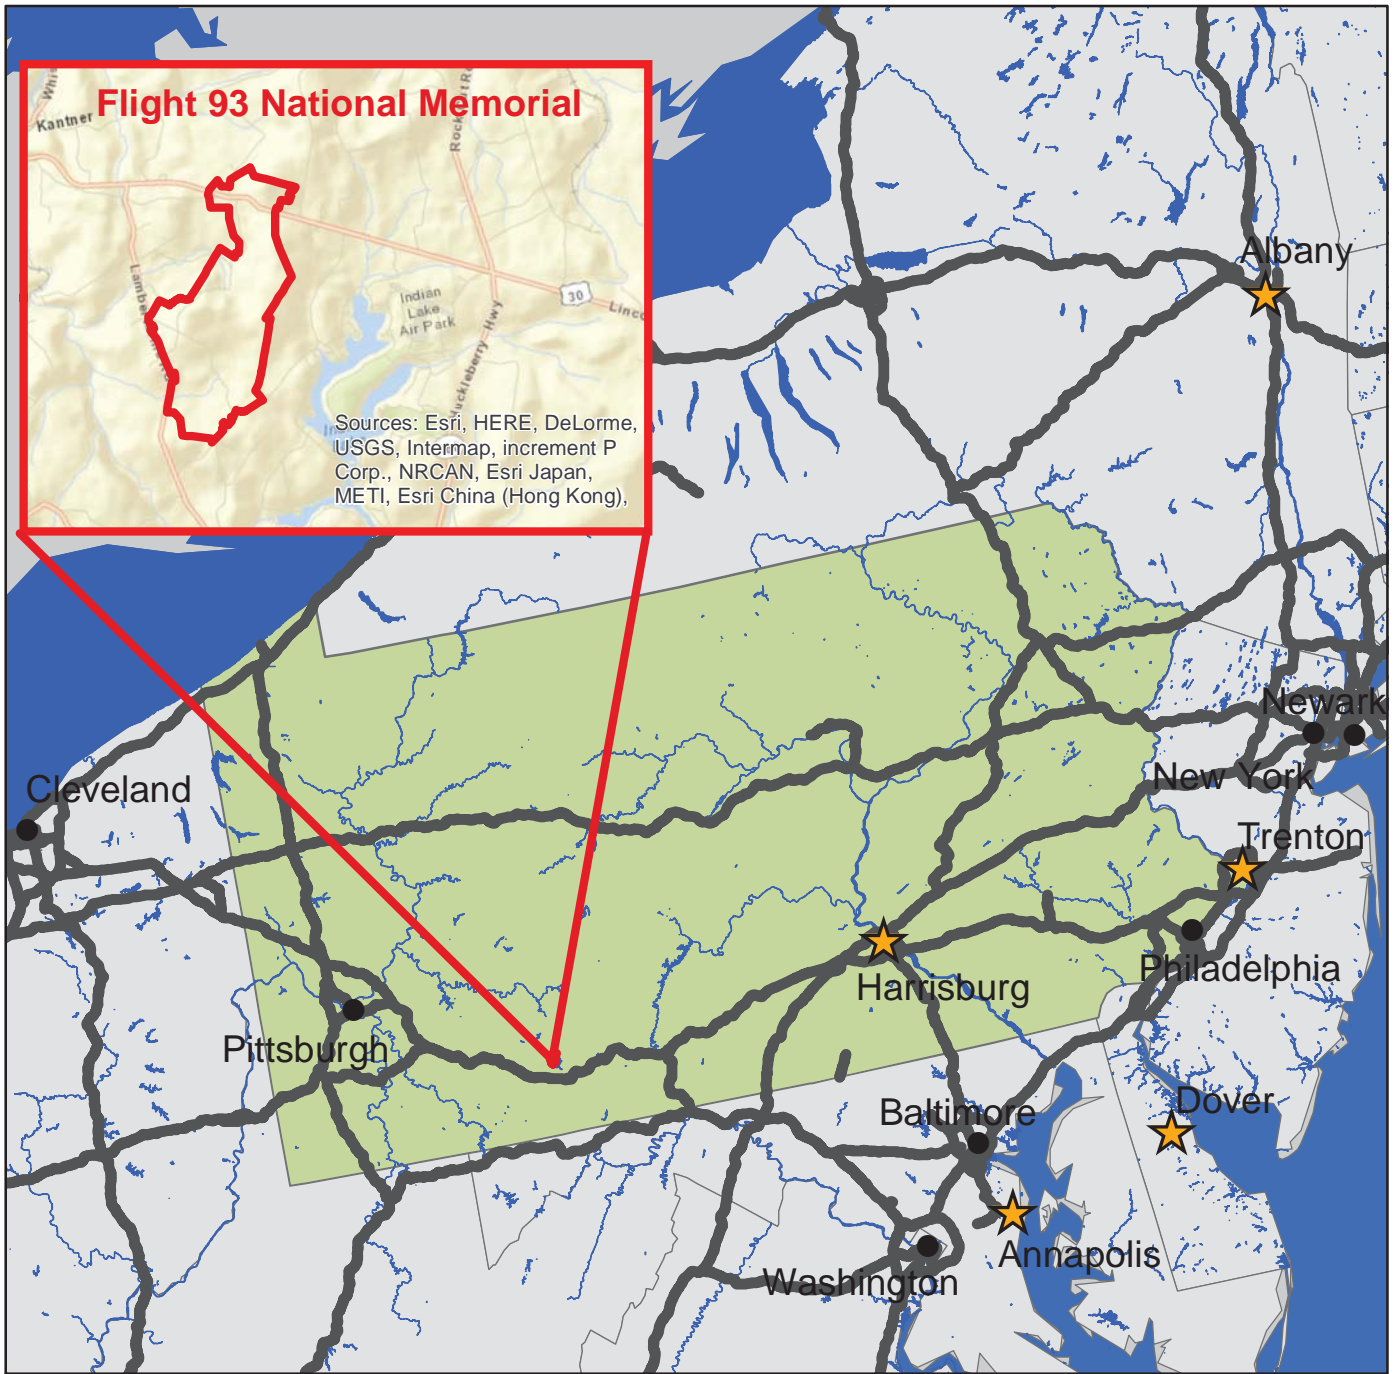 Flight 93 National Memorial
Kantner
Indian
Lake
Air Park
30
Huckleberry Hwy
Sources: Esri, HERE, DeLorme,
USGS, Intermap, increment P
Corp., NRCAN, Esri Japan,
METI, Esri China (Hong Kong),
Albany
Newark
New York
Cleveland
Trenton
Philadelphia
Harrisburg
Pittsburgh
Dover
Baltimore
Annapolis
Washington